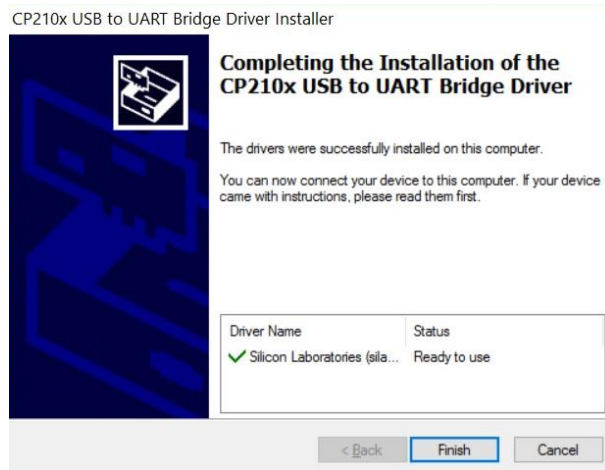 CP210x USB to UART Bridge Driver Installer
Completing the Installation of the
CP210x USB to UART Bridge Driver
The drivers were successfully installed on this computer.
You can now connect your device to this computer. If your device
came with instructions, please read them first.
Driver Name Status
Silicon Laboratories (sila... Ready to use
< Back Finish Cancel